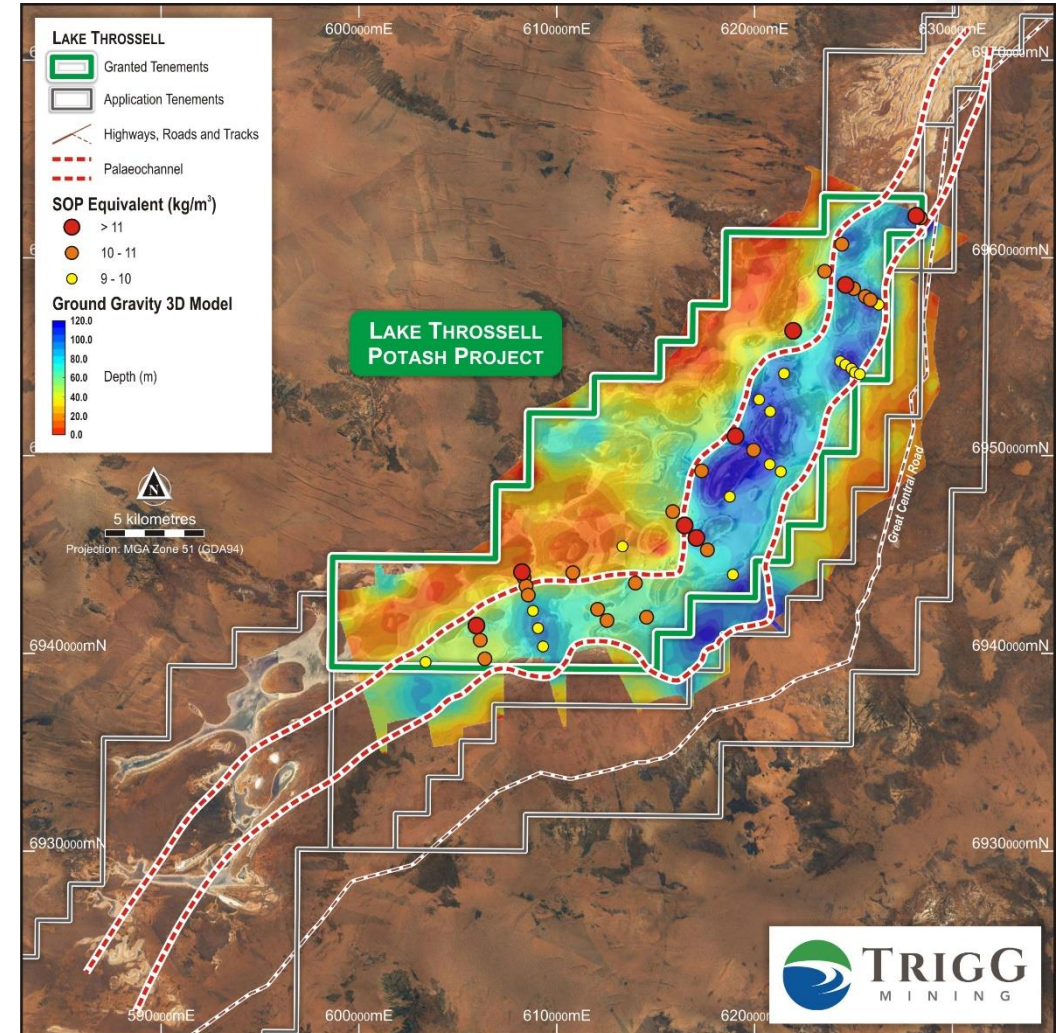 LAKE THROSSELL
Granted Tenements
Application Tenements
Highways, Roads and Tracks
Palaeochannel
SOP Equivalent (kg/m³)
> 11
10 - 11
9 - 10
Ground Gravity 3D Model
120.0
100.0
80.0
60.0
40.0
20.0
0.0
Depth (m)
N
5 kilometres
Projection: MGA Zone 51 (GDA94)
600000mE
610000mE
620000mE
630000mE
6970000mN
6960000mN
LAKE THROSSELL
POTASH PROJECT
6950000mN
Great Central Road
6940000mN
6940000mN
6930000mN
6930000mN
590000mE
600000mE
610000mE
620000mE
TRIGG
MINING